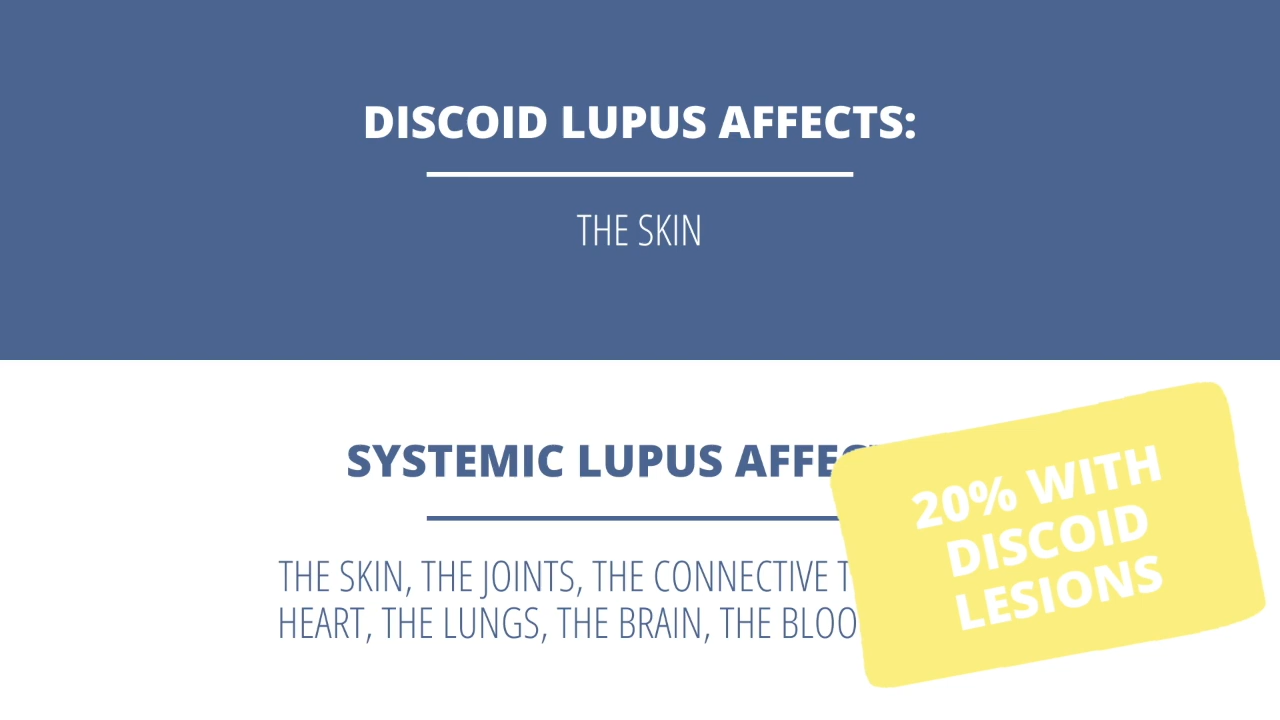 DISCOID LUPUS AFFECTS:
THE SKIN
SYSTEMIC LUPUS
THE SKIN, THE JOINTS, THE CONNECTIVE
HEART, THE LUNGS, THE BRAIN, THE
20% WITH
DISCOID
LESIONS